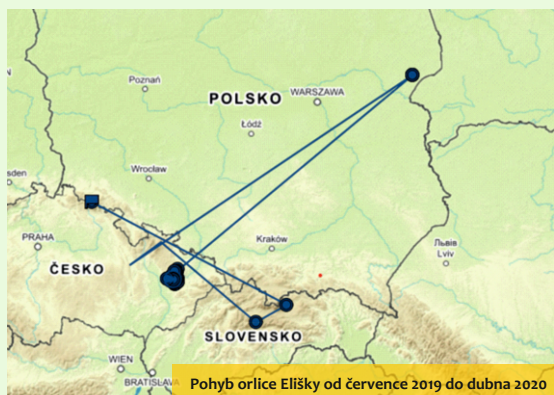 Poznań
POLSKO
WARSZAWA
Łódź
Wrocław
PRAHA
Kraków
Львів
Lviv
ČESKO
SLOVENSKO
WIEN
BRATISLAVA
Pohyb orlice Elišky od července 2019 do dubna 2020